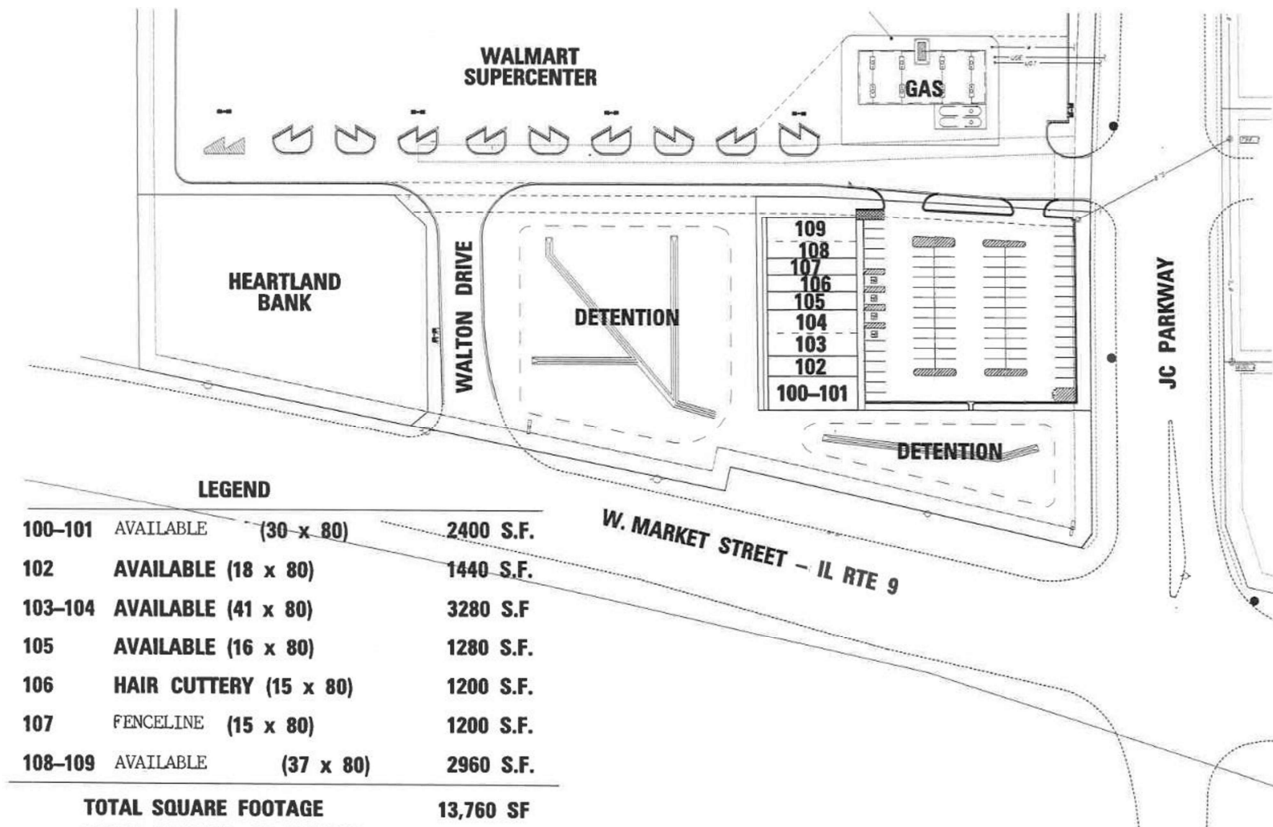 WALMART
SUPERCENTER
GAS
HEARTLAND
BANK
WALTON DRIVE
DETENTION
109
108
107
106
105
104
103
102
100–101
DETENTION
JC PARKWAY
W. MARKET STREET – IL RTE 9
LEGEND
100–101 AVAILABLE (30 x 80) 2400 S.F.
102 AVAILABLE (18 x 80) 1440 S.F.
103–104 AVAILABLE (41 x 80) 3280 S.F
105 AVAILABLE (16 x 80) 1280 S.F.
106 HAIR CUTTERY (15 x 80) 1200 S.F.
107 FENCELINE (15 x 80) 1200 S.F.
108–109 AVAILABLE (37 x 80) 2960 S.F.
TOTAL SQUARE FOOTAGE 13,760 SF